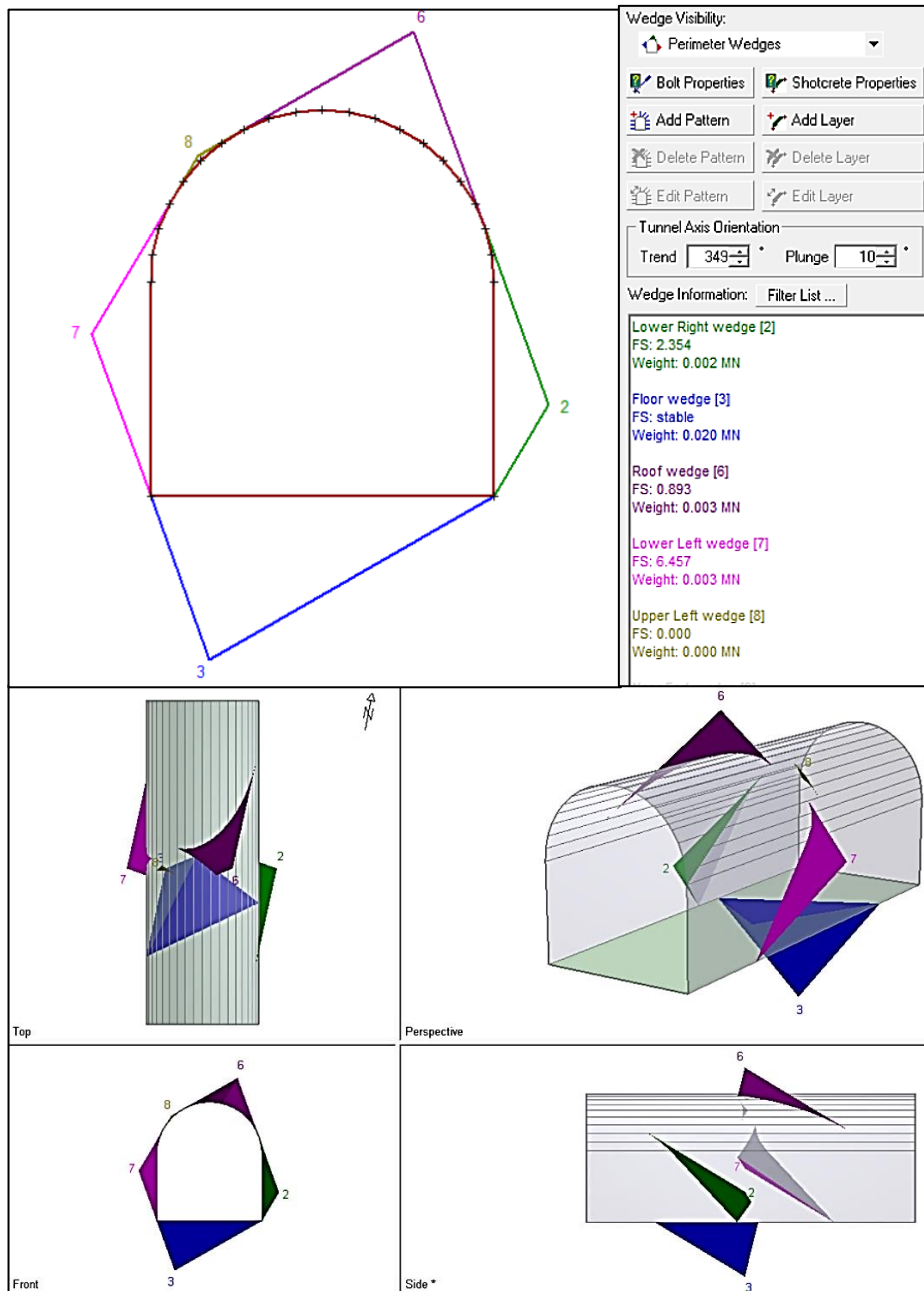 6
8
7
2
3
Wedge Visibility:
Perimeter Wedges
Bolt Properties
Shotcrete Properties
Add Pattern
Add Layer
Delete Pattern
Delete Layer
Edit Pattern
Edit Layer
Tunnel Axis Orientation
Trend 349 ° Plunge 10 °
Wedge Information: Filter List ...
Lower Right wedge [2]
FS: 2.354
Weight: 0.002 MN
Floor wedge [3]
FS: stable
Weight: 0.020 MN
Roof wedge [6]
FS: 0.893
Weight: 0.003 MN
Lower Left wedge [7]
FS: 6.457
Weight: 0.003 MN
Upper Left wedge [8]
FS: 0.000
Weight: 0.000 MN
N
7
8
3
6
2
Top
6
8
2
7
3
Perspective
6
8
7
2
3
Front
6
7
2
3
Side *